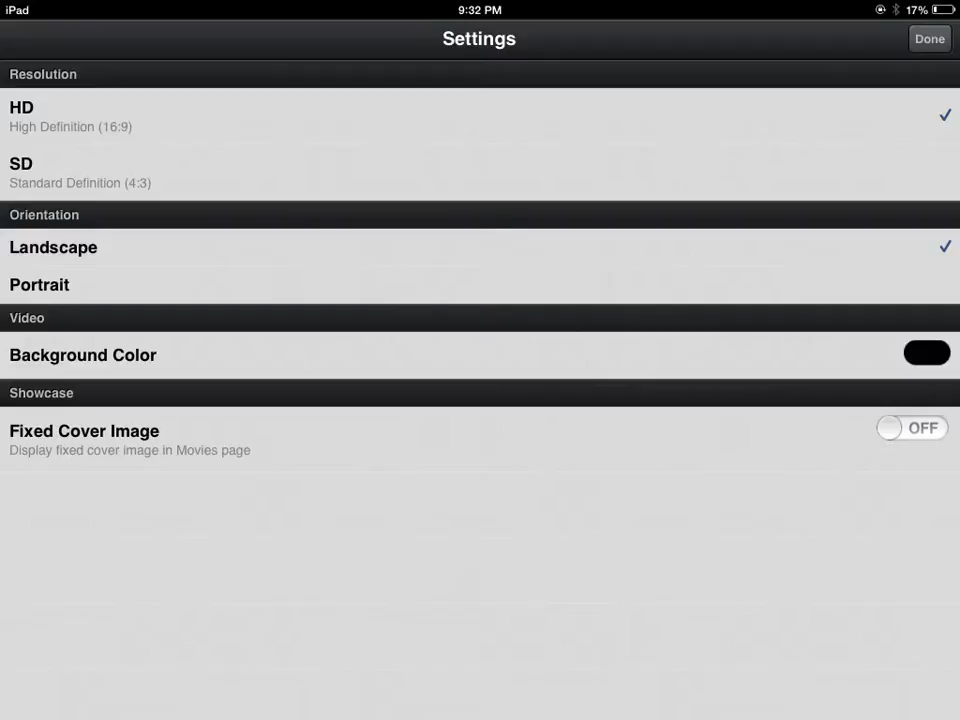 iPad
9:32 PM
17%
Settings
Done
Resolution
HD
High Definition (16:9)
SD
Standard Definition (4:3)
Orientation
Landscape
Portrait
Video
Background Color
Showcase
Fixed Cover Image
OFF
Display fixed cover image in Movies page